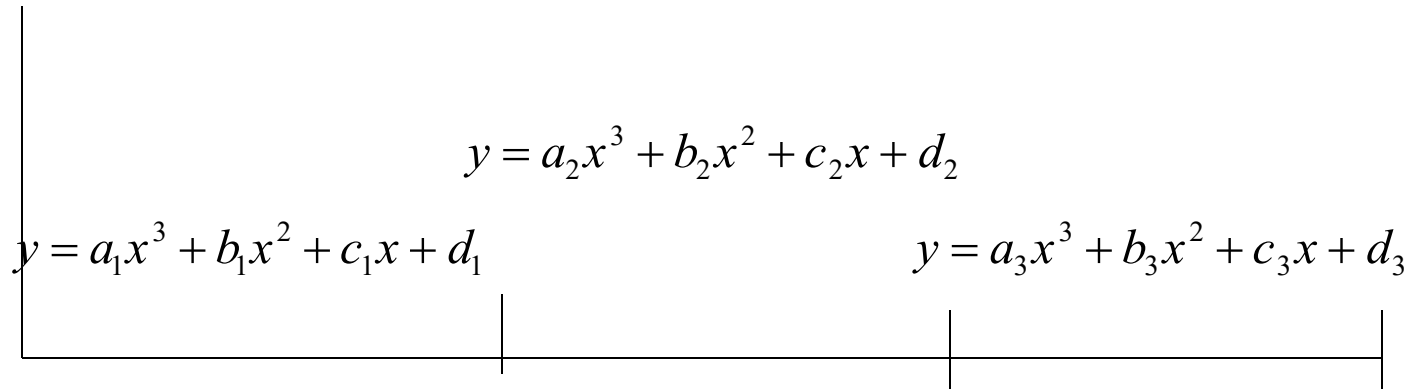 y = a₂x³ + b₂x² + c₂x + d₂
y = a₁x³ + b₁x² + c₁x + d₁
y = a₃x³ + b₃x² + c₃x + d₃